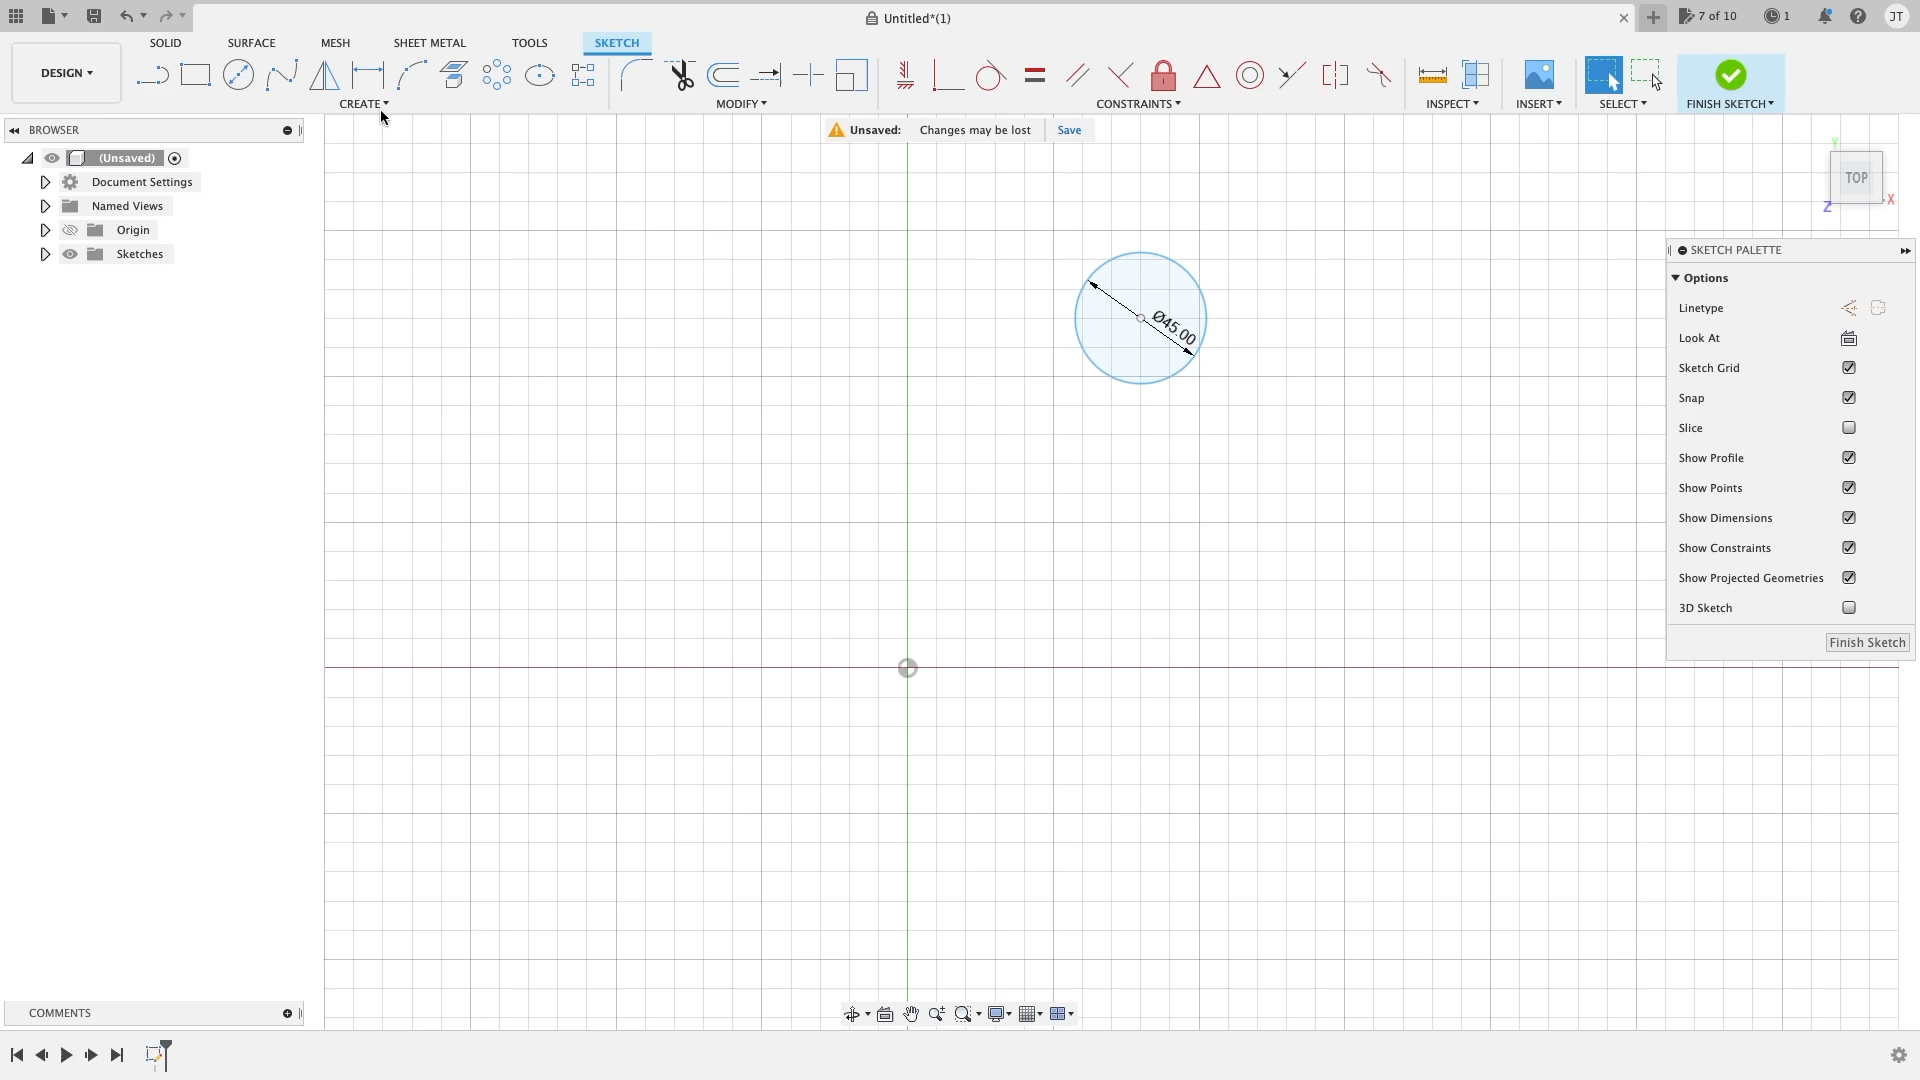 Untitled*(1)
7 of 10
1
JT
DESIGN
SOLID
SURFACE
MESH
SHEET METAL
TOOLS
SKETCH
CREATE
MODIFY
CONSTRAINTS
INSPECT
INSERT
SELECT
FINISH SKETCH
BROWSER
Unsaved: Changes may be lost Save
(Unsaved)
Document Settings
Named Views
Origin
Sketches
Ø45.00
Y
TOP
X
Z
SKETCH PALETTE
Options
Linetype
Look At
Sketch Grid
Snap
Slice
Show Profile
Show Points
Show Dimensions
Show Constraints
Show Projected Geometries
3D Sketch
Finish Sketch
COMMENTS